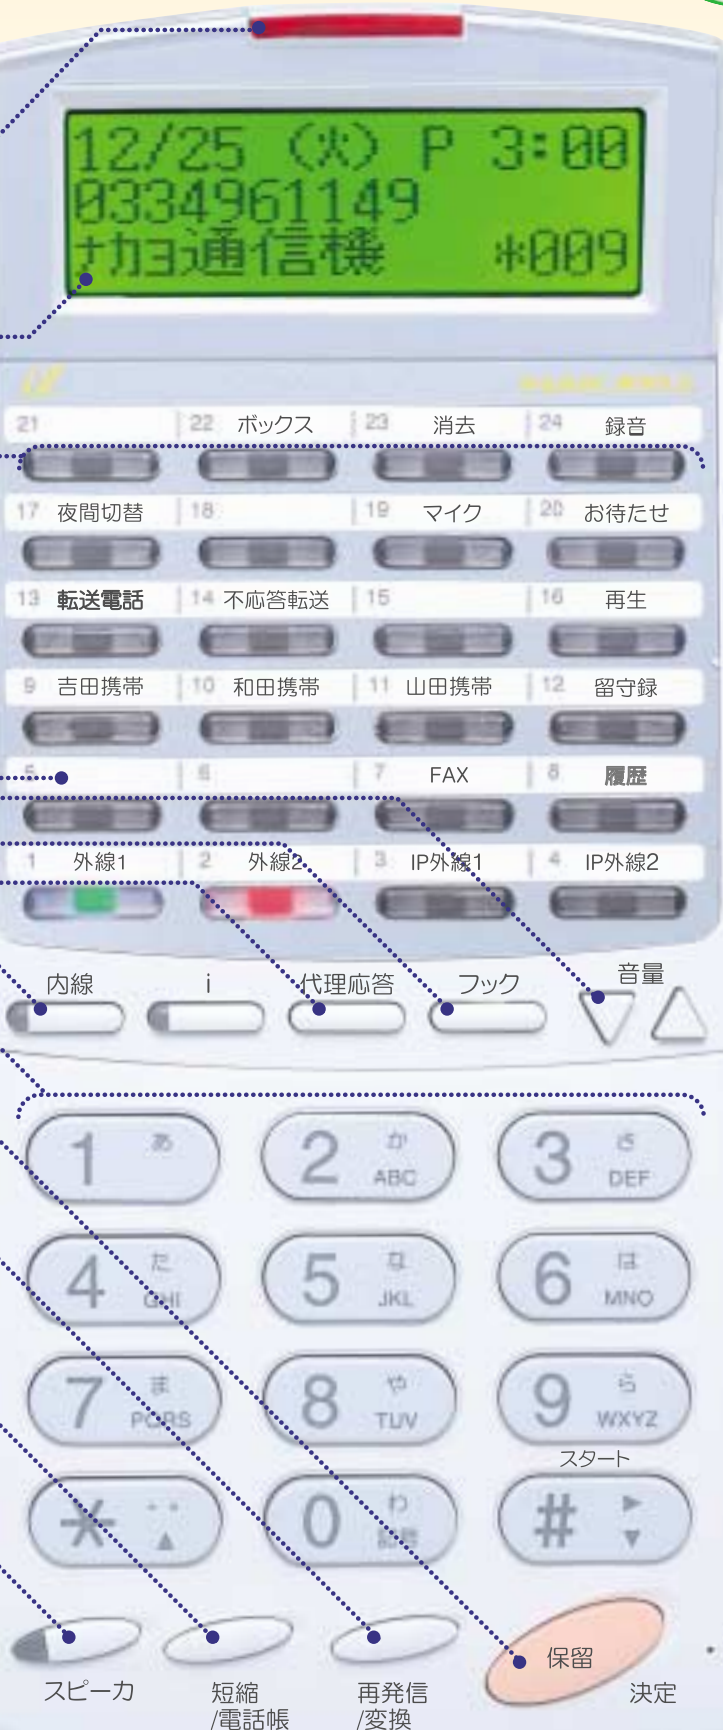 12/25 (火) P 3:00
0334961149
ナカヨ通信機 *009
21 22 ボックス 23 消去 24 録音
17 夜間切替 18 19 マイク 20 お待たせ
13 転送電話 14 不応答転送 15 16 再生
9 吉田携帯 10 和田携帯 11 山田携帯 12 留守録
5 6 7 FAX 8 履歴
1 外線1 2 外線2 3 IP外線1 4 IP外線2
内線 i 代理応答 フック 音量
1 あ 2 か ABC 3 さ DEF
4 た GHI 5 な JKL 6 は MNO
7 ま PQRS 8 や TUV 9 ら WXYZ
スタート
* 0 わ 記号 #
保留
スピーカ 短縮 再発信 決定
/電話帳 /変換